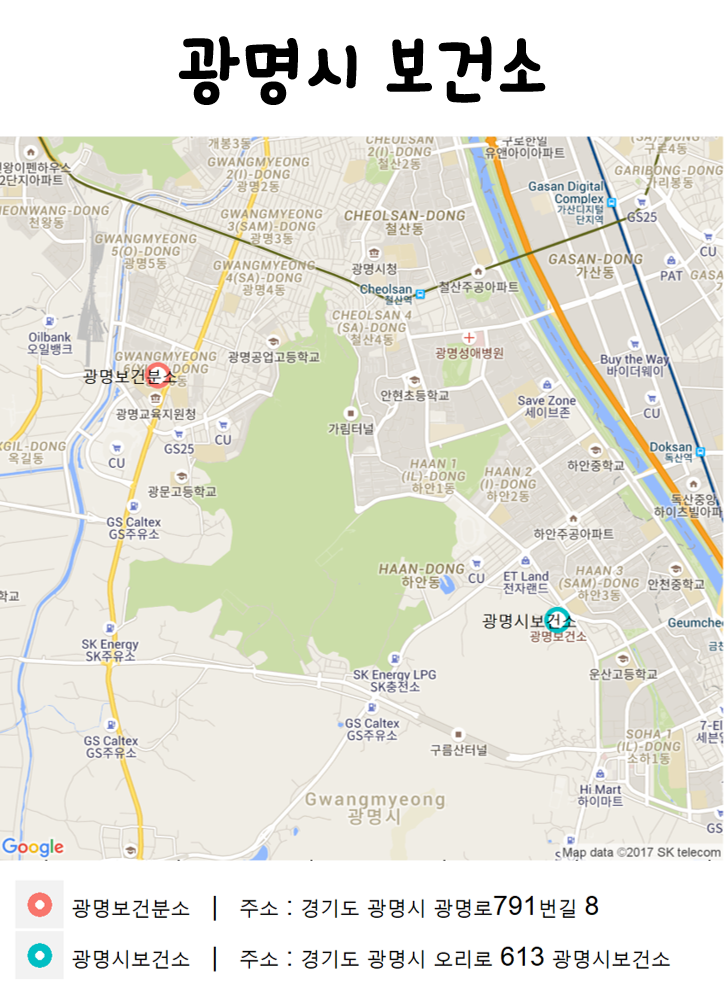 광명시 보건소
개봉3동
CHEOLSAN-DONG
2(I)-DONG
철산2동
구로한일
유앤아이아파트
(SA)-DONG
구로4동
왕이펜하우스
2단지아파트
GWANGMYEONG
2(I)-DONG
광명2동
GARIBONG-DONG
가리봉동
Gasan Digital
Complex
가산디지털
단지역
GS25
EONWANG-DONG
천왕동
GWANGMYEONG
3(SAM)-DONG
광명3동
CHEOLSAN-DONG
철산동
GWANGMYEONG
5(O)-DONG
광명5동
CU
광명시청
GASAN-DONG
가산동
PAT
GWANGMYEONG
4(SA)-DONG
광명4동
Cheolsan
철산역
철산주공아파트
CHEOLSAN 4
(SA)-DONG
철산4동
Oilbank
오일뱅크
GWANGMYEONG
광명공업고등학교
광명성애병원
Buy the Way
바이더웨이
광명보건분소
광명교육지원청
안현초등학교
Save Zone
세이브존
CU
가림터널
CU
GS25
CU
KGIL-DONG
옥길동
Doksan
독산역
HAAN 1
(IL)-DONG
하안1동
HAAN 2
(I)-DONG
하안2동
하안중학교
광문고등학교
독산중앙
하이츠빌아파
GS Caltex
GS주유소
하안주공아파트
HAAN-DONG
하안동
CU
ET Land
전자랜드
HAAN 3
(SAM)-DONG
하안3동
안천중학교
학교
광명시보건소
광명보건소
Geumche
금천
SK Energy
SK주유소
SK Energy LPG
SK충전소
운산고등학교
GS Caltex
GS주유소
GS Caltex
GS주유소
구름산터널
SOHA 1
(IL)-DONG
소하1동
7-El
세븐일
Hi Mart
하이마트
Gwangmyeong
광명시
GS
Google
Map data ©2017 SK telecom
광명보건분소 | 주소 : 경기도 광명시 광명로791번길 8
광명시보건소 | 주소 : 경기도 광명시 오리로 613 광명시보건소